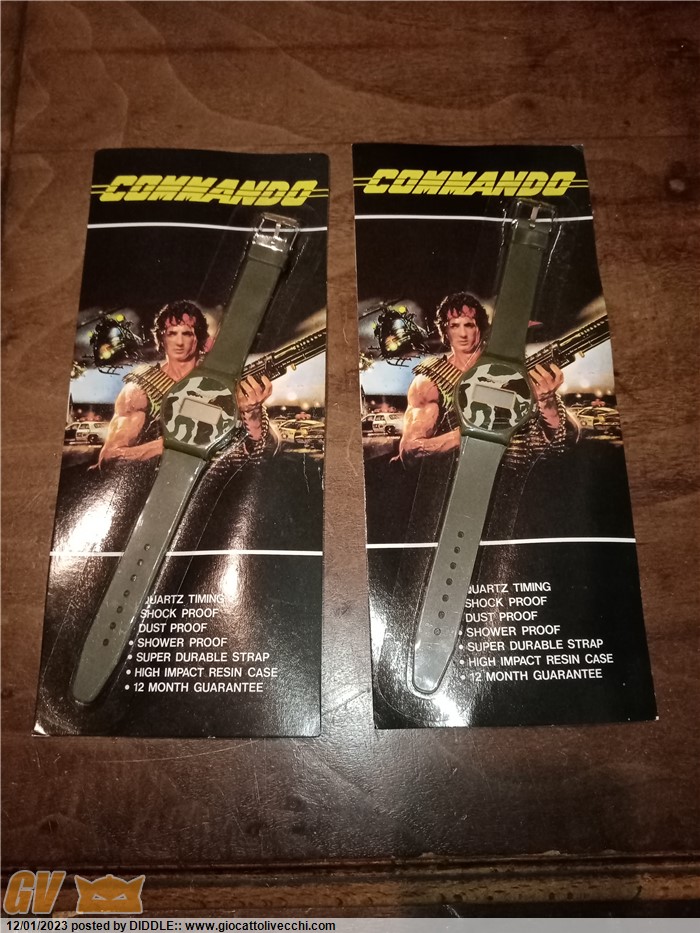 COMMANDO
QUARTZ TIMING
SHOCK PROOF
DUST PROOF
• SHOWER PROOF
• SUPER DURABLE STRAP
• HIGH IMPACT RESIN CASE
• 12 MONTH GUARANTEE
COMMANDO
QUARTZ TIMING
SHOCK PROOF
DUST PROOF
• SHOWER PROOF
• SUPER DURABLE STRAP
• HIGH IMPACT RESIN CASE
• 12 MONTH GUARANTEE
GV
12/01/2023 posted by DIDDLE:: www.giocattolivecchi.com